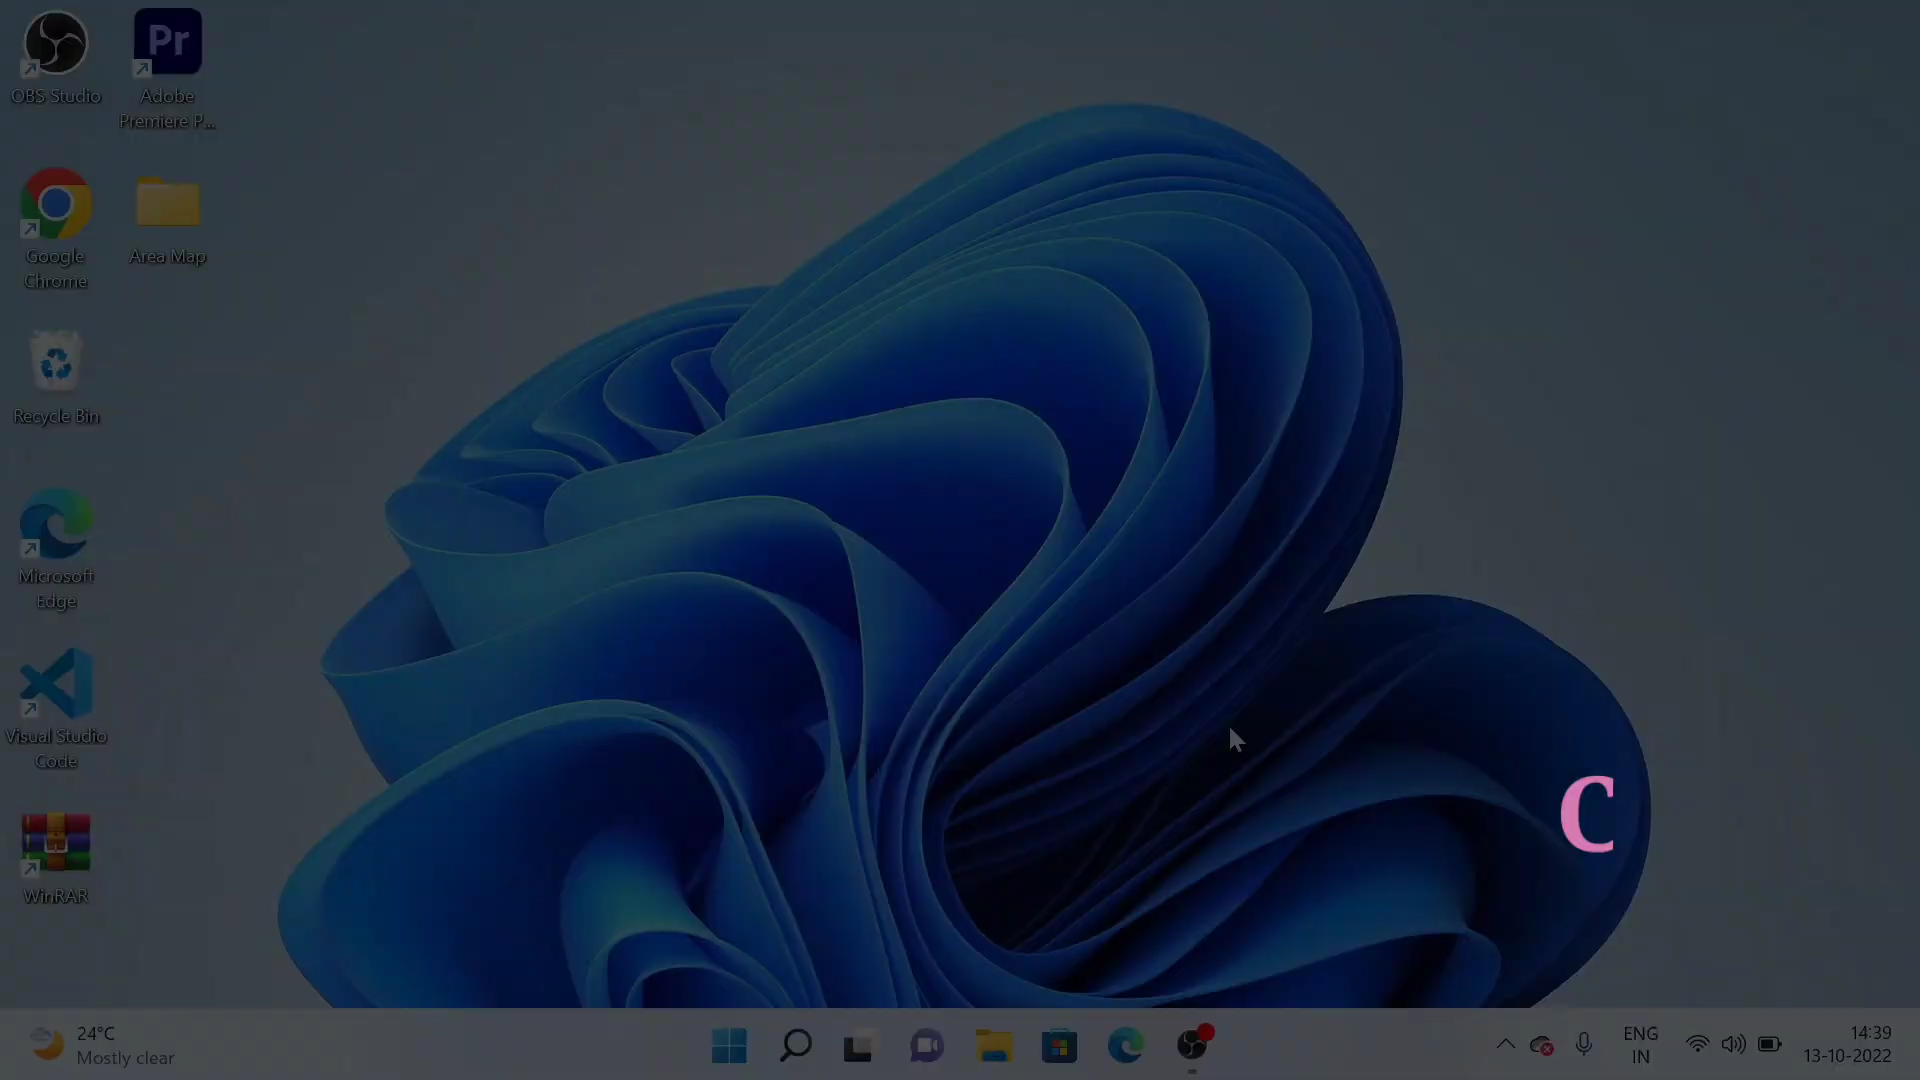 OBS Studio
Pr
Adobe
Premiere P...
Google
Chrome
Area Map
Recycle Bin
Microsoft
Edge
Visual Studio
Code
WinRAR
C
24°C
Mostly clear
ENG
IN
14:39
13-10-2022